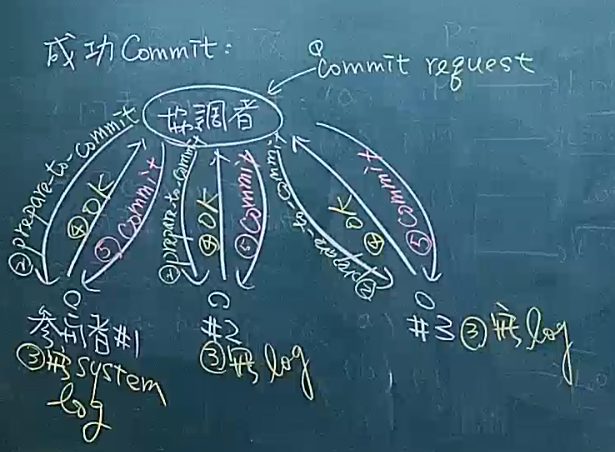 成功Commit:
① commit request
協調者
②prepare-to-commit
④OK
⑤commit
②prepare-to-commit
④OK
⑤commit
②prepare-to-commit
④OK
⑤commit
參與者#1
#2
#3 ③寫log
③寫system
log
③寫log